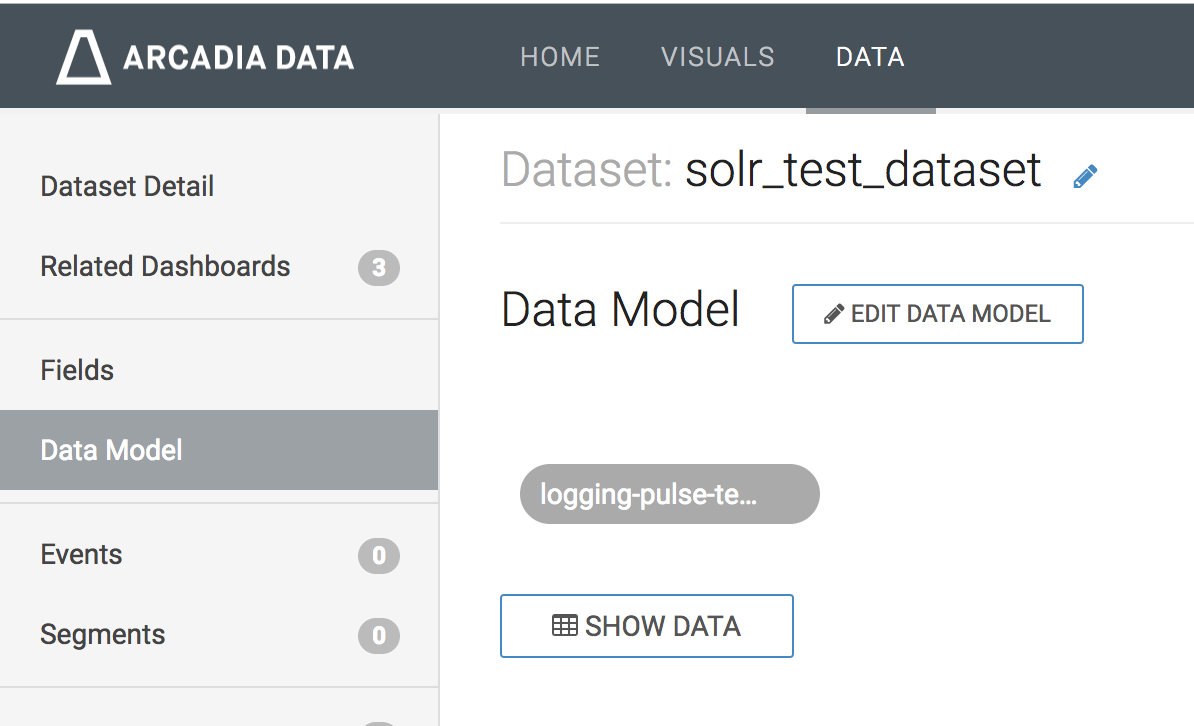 ARCADIA DATA
HOME
VISUALS
DATA
Dataset Detail
Related Dashboards 3
Fields
Data Model
Events 0
Segments 0
Dataset: solr_test_dataset
Data Model
EDIT DATA MODEL
logging-pulse-te...
SHOW DATA